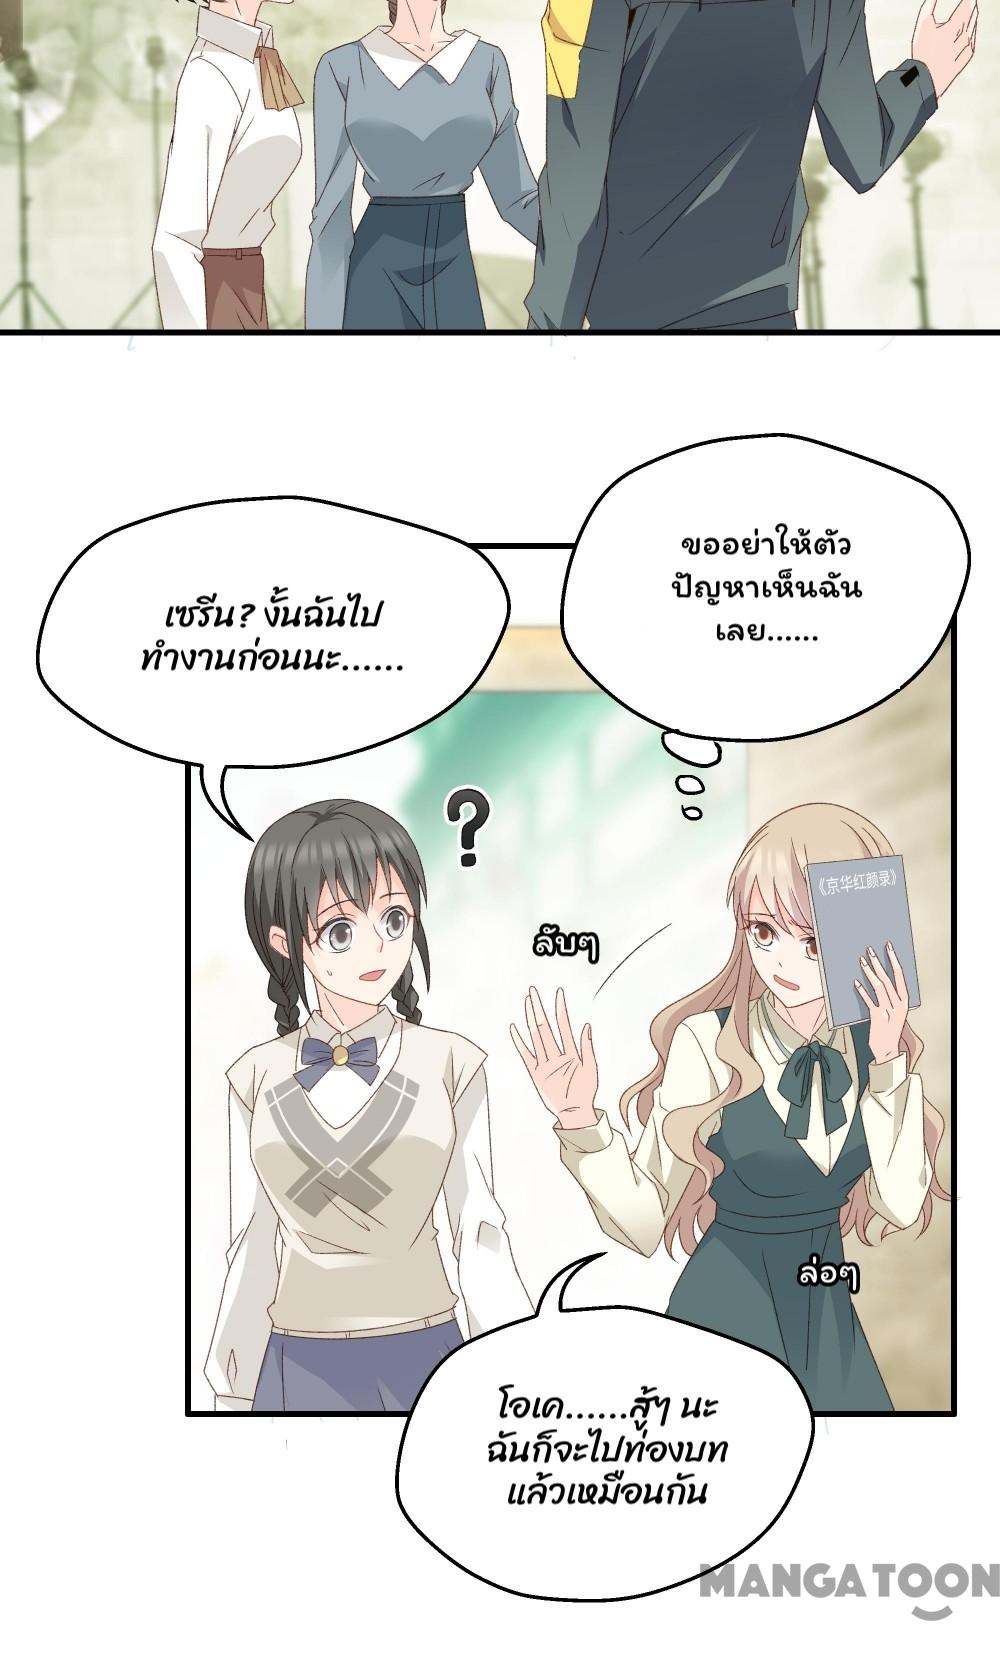 ขออย่าให้ตัว
ปัญหาเห็นฉัน
เลย......
เซรีน? งั้นฉันไป
ทำงานก่อนนะ......
?
《京华红颜录》
ลับๆ
ล่อๆ
โอเค......สู้ๆ นะ
ฉันก็จะไปท่องบท
แล้วเหมือนกัน
MANGATOON